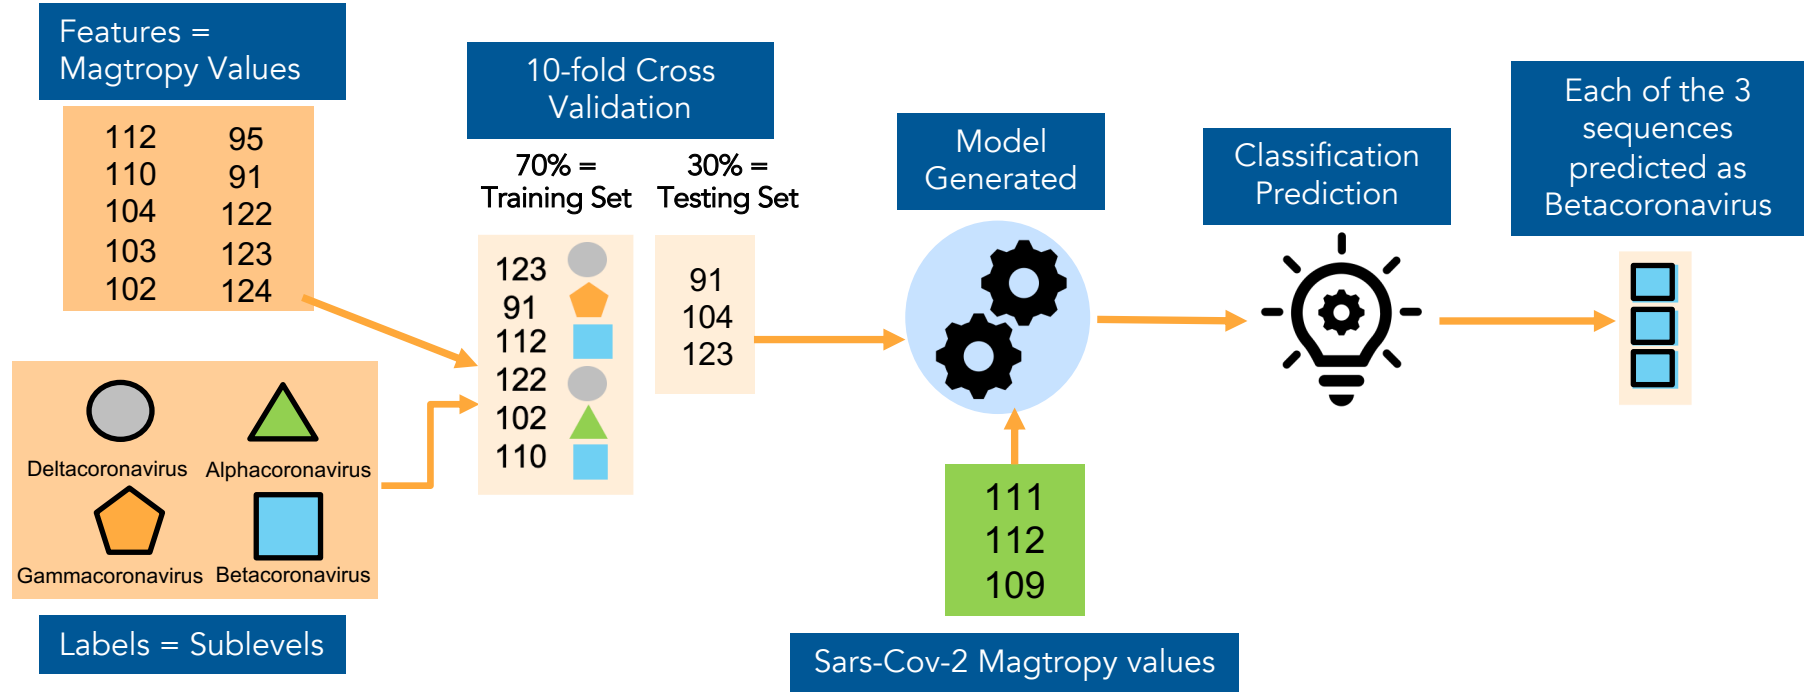 Features =
Magtropy Values
112 95
110 91
104 122
103 123
102 124
Deltacoronavirus Alphacoronavirus
Gammacoronavirus Betacoronavirus
Labels = Sublevels
10-fold Cross
Validation
70% =
Training Set
30% =
Testing Set
123
91
112
122
102
110
91
104
123
Model
Generated
111
112
109
Sars-Cov-2 Magtropy values
Classification
Prediction
Each of the 3
sequences
predicted as
Betacoronavirus